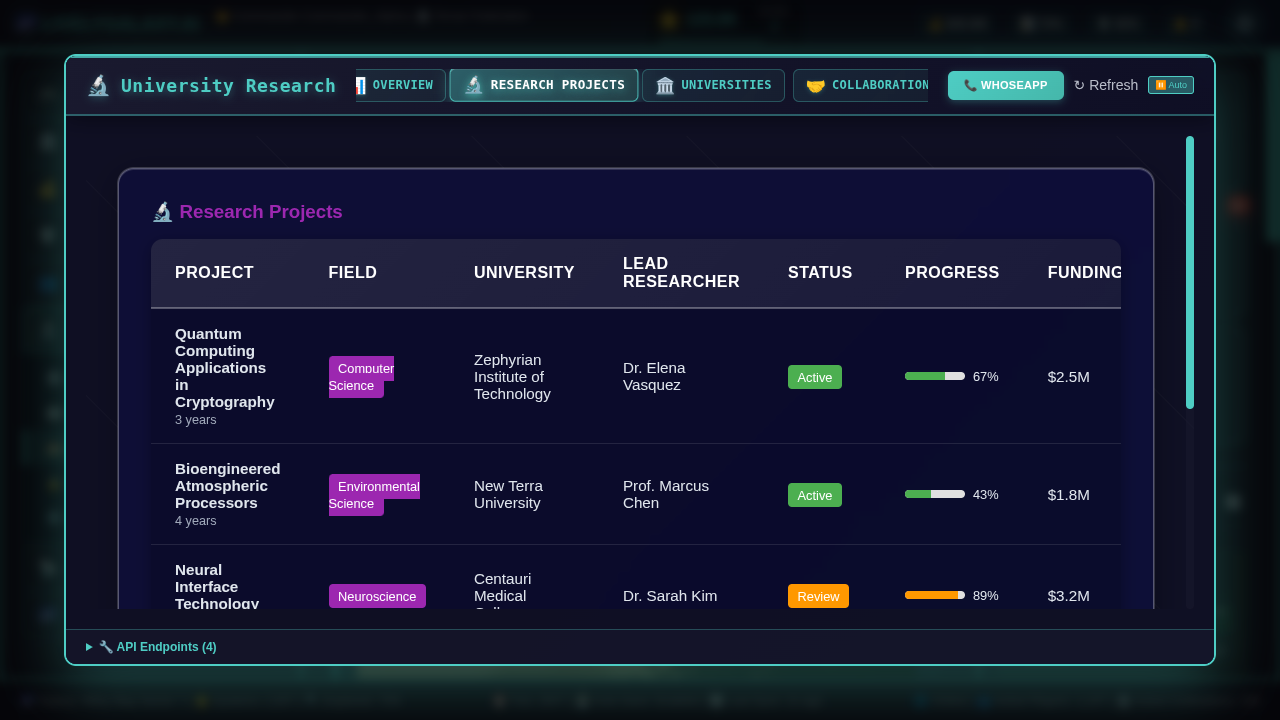 🔬 University Research
📊 OVERVIEW
🔬 RESEARCH PROJECTS
🏛️ UNIVERSITIES
🤝 COLLABORATION
📞 WHOSEAPP
↻ Refresh
⏸️ Auto
🔬 Research Projects
PROJECT FIELD UNIVERSITY LEAD RESEARCHER STATUS PROGRESS FUNDING
Quantum
Computing
Applications
in
Cryptography
3 years
Computer
Science
Zephyrian
Institute of
Technology
Dr. Elena
Vasquez
Active
67%
$2.5M
Bioengineered
Atmospheric
Processors
4 years
Environmental
Science
New Terra
University
Prof. Marcus
Chen
Active
43%
$1.8M
Neural
Interface
Technology
Neuroscience
Centauri
Medical
Dr. Sarah Kim
Review
89%
$3.2M
▶ 🔧 API Endpoints (4)